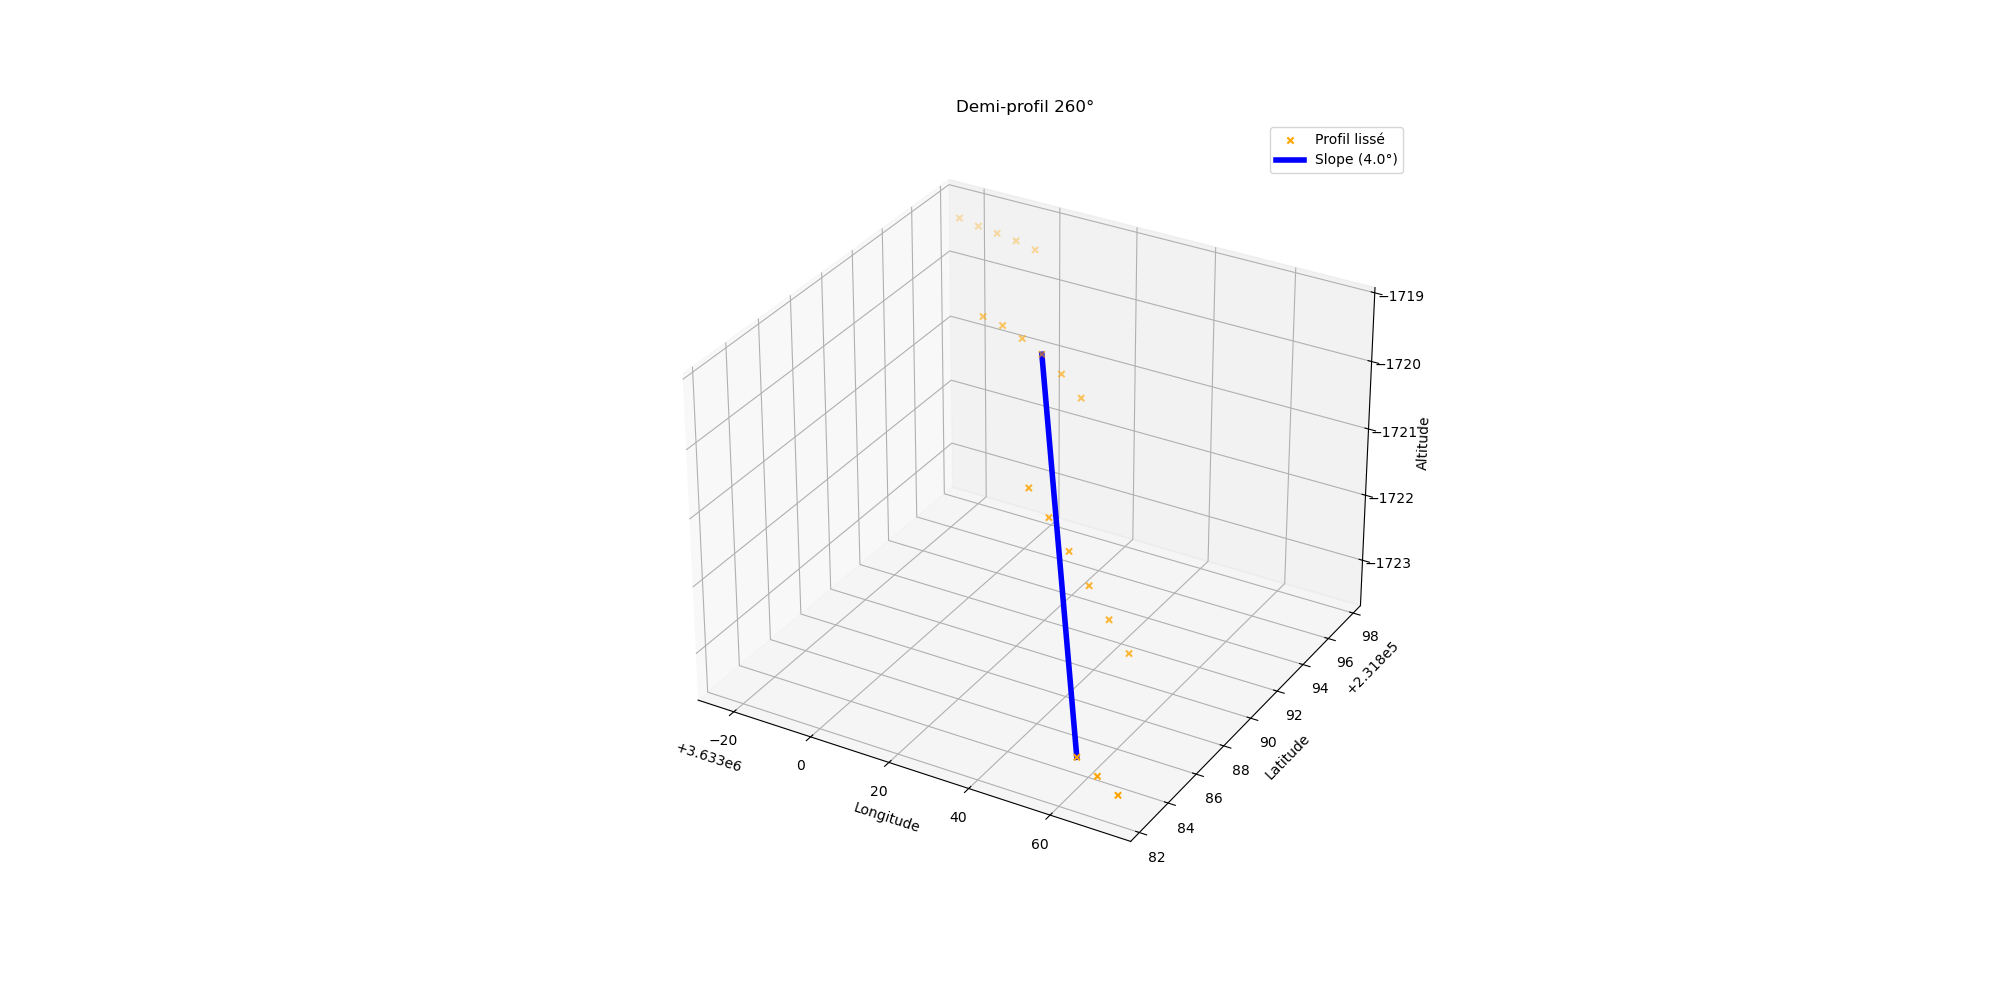 Demi-profil 260°
Profil lissé
Slope (4.0°)
−1719
−1720
−1721
−1722
−1723
Altitude
98
96
94
92
90
88
86
84
82
+2.318e5
Latitude
−20
0
20
40
60
+3.633e6
Longitude